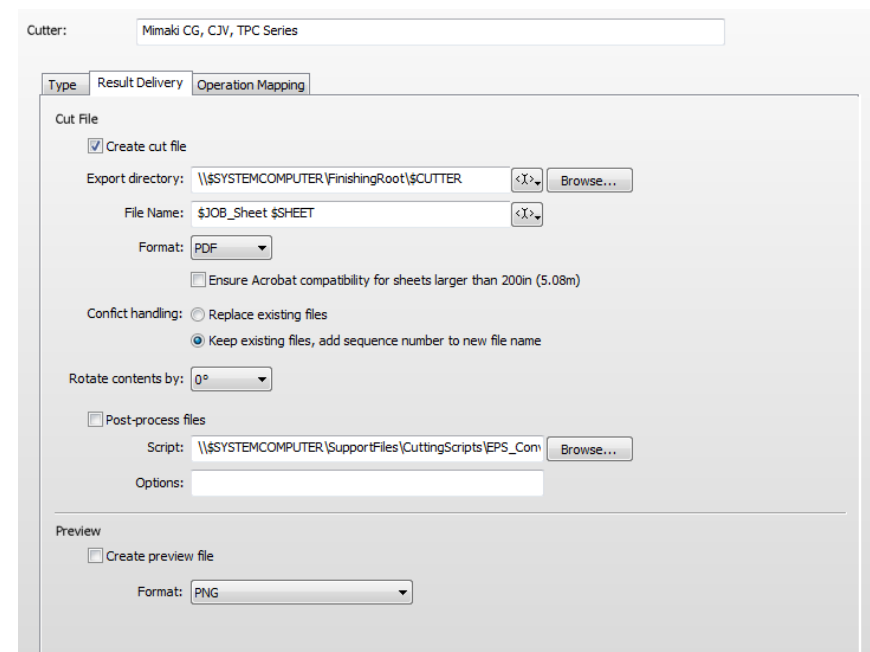 Cutter: Mimaki CG, CJV, TPC Series
Type Result Delivery Operation Mapping
Cut File
Create cut file
Export directory: \\$SYSTEMCOMPUTER\FinishingRoot\$CUTTER <I> Browse...
File Name: $JOB_Sheet $SHEET <I>
Format: PDF
Ensure Acrobat compatibility for sheets larger than 200in (5.08m)
Confict handling: Replace existing files
Keep existing files, add sequence number to new file name
Rotate contents by: 0°
Post-process files
Script: \\$SYSTEMCOMPUTER\SupportFiles\CuttingScripts\EPS_Conv Browse...
Options:
Preview
Create preview file
Format: PNG